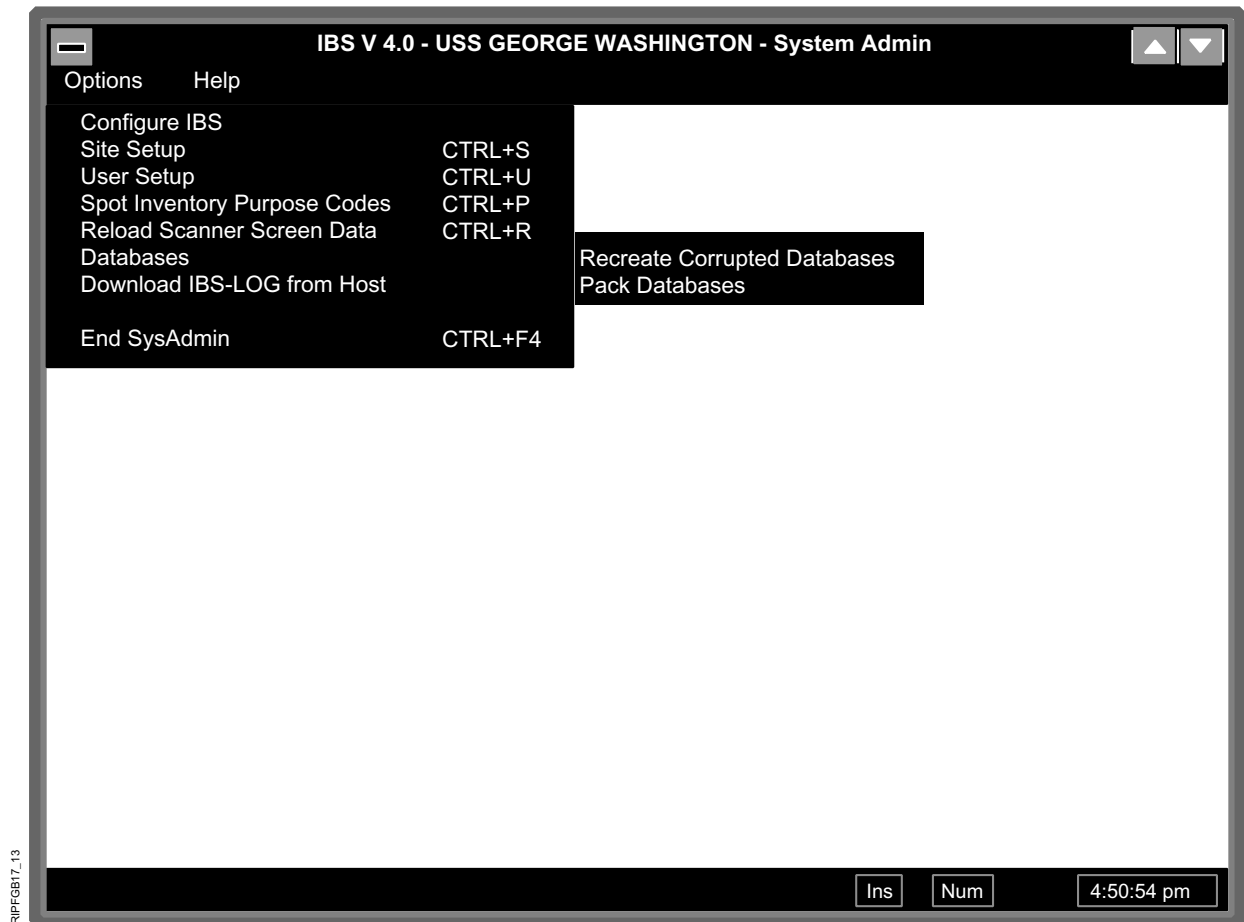 IBS V 4.0 - USS GEORGE WASHINGTON - System Admin
Options Help
Configure IBS
Site Setup CTRL+S
User Setup CTRL+U
Spot Inventory Purpose Codes CTRL+P
Reload Scanner Screen Data CTRL+R
Databases
Download IBS-LOG from Host
End SysAdmin CTRL+F4
Recreate Corrupted Databases
Pack Databases
Ins Num 4:50:54 pm
RIPFGB17_13